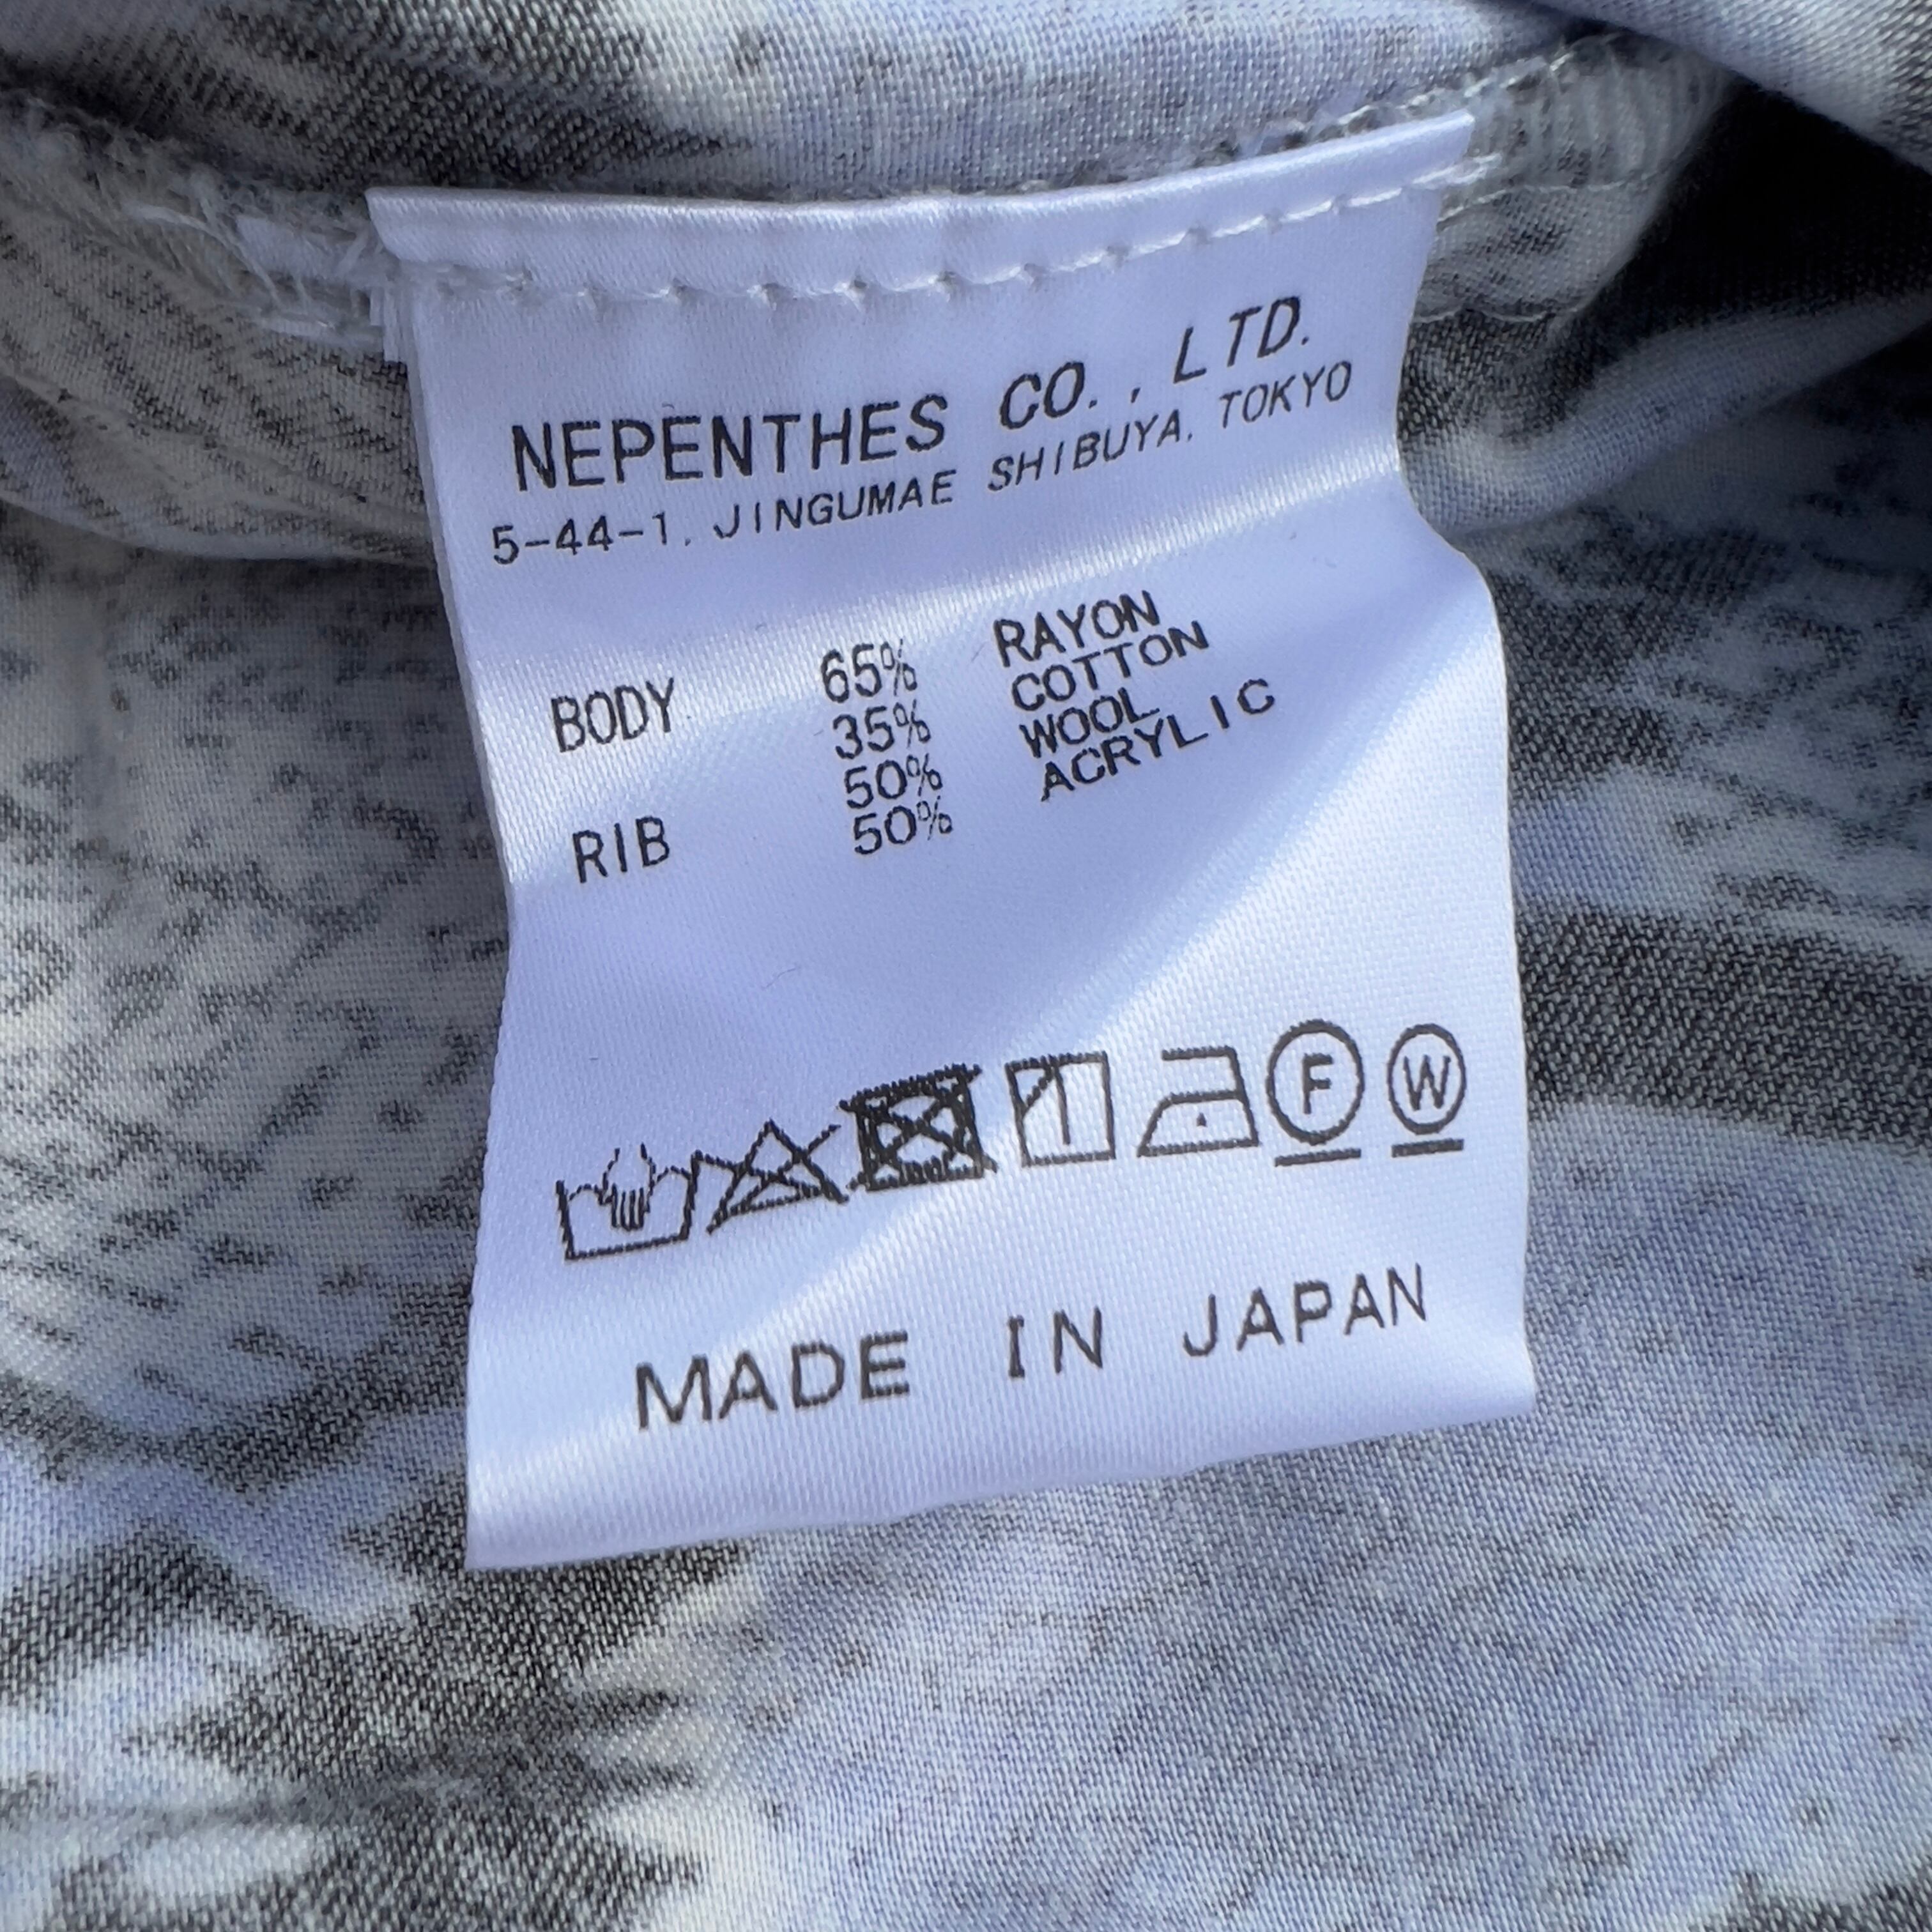 NEPENTHES CO., LTD.
5-44-1, JINGUMAE SHIBUYA, TOKYO
BODY 65% RAYON
35% COTTON
RIB 50% WOOL
50% ACRYLIC
F W
MADE IN JAPAN